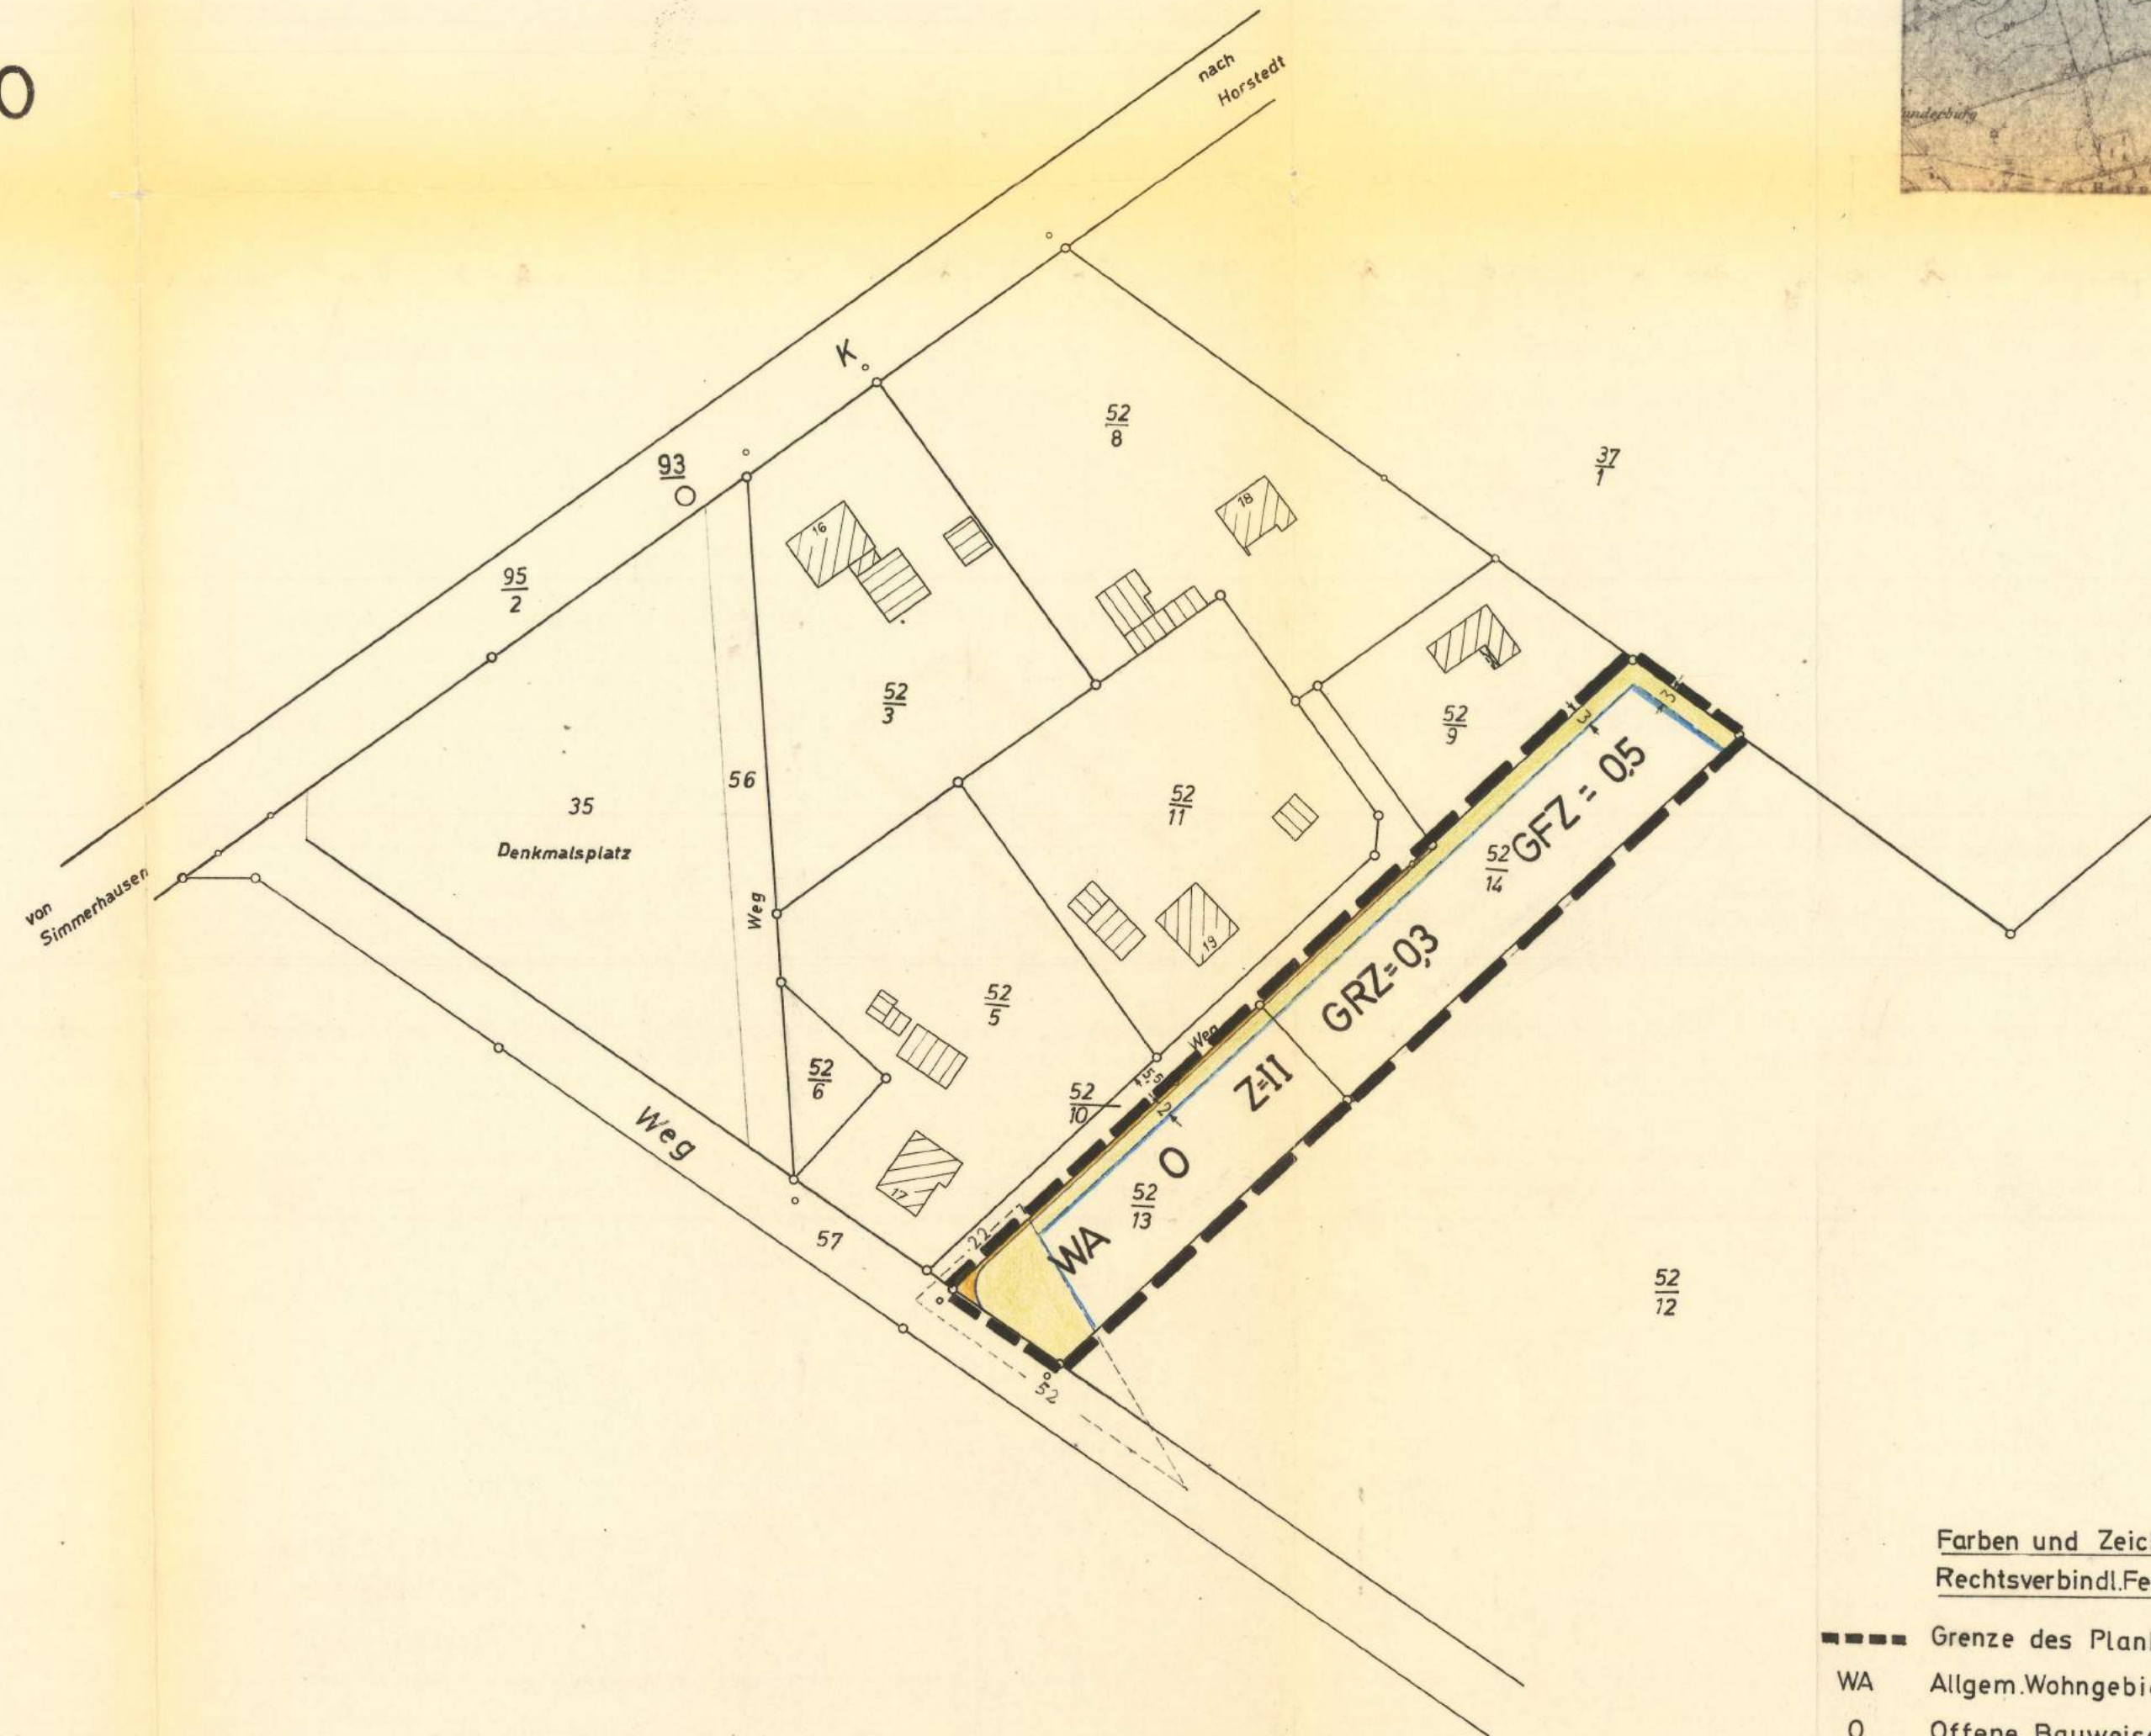 O
nach
Horstedt
K.
52
8
37
1
93
18
16
95
2
52
3
52
9
3
3
56
35
Denkmalsplatz
52
11
52
14
GFZ = 0,5
von
Simmerhausen
Weg
19
GRZ=0,3
52
5
Weg
52
6
5,5
52
10
2
Z=II
O
Weg
52
13
17
57
22
WA
52
12
52
Farben und Zeic
Rechtsverbindl.Fe
Grenze des Plan
WA Allgem.Wohngebi
O Offene Bauweise